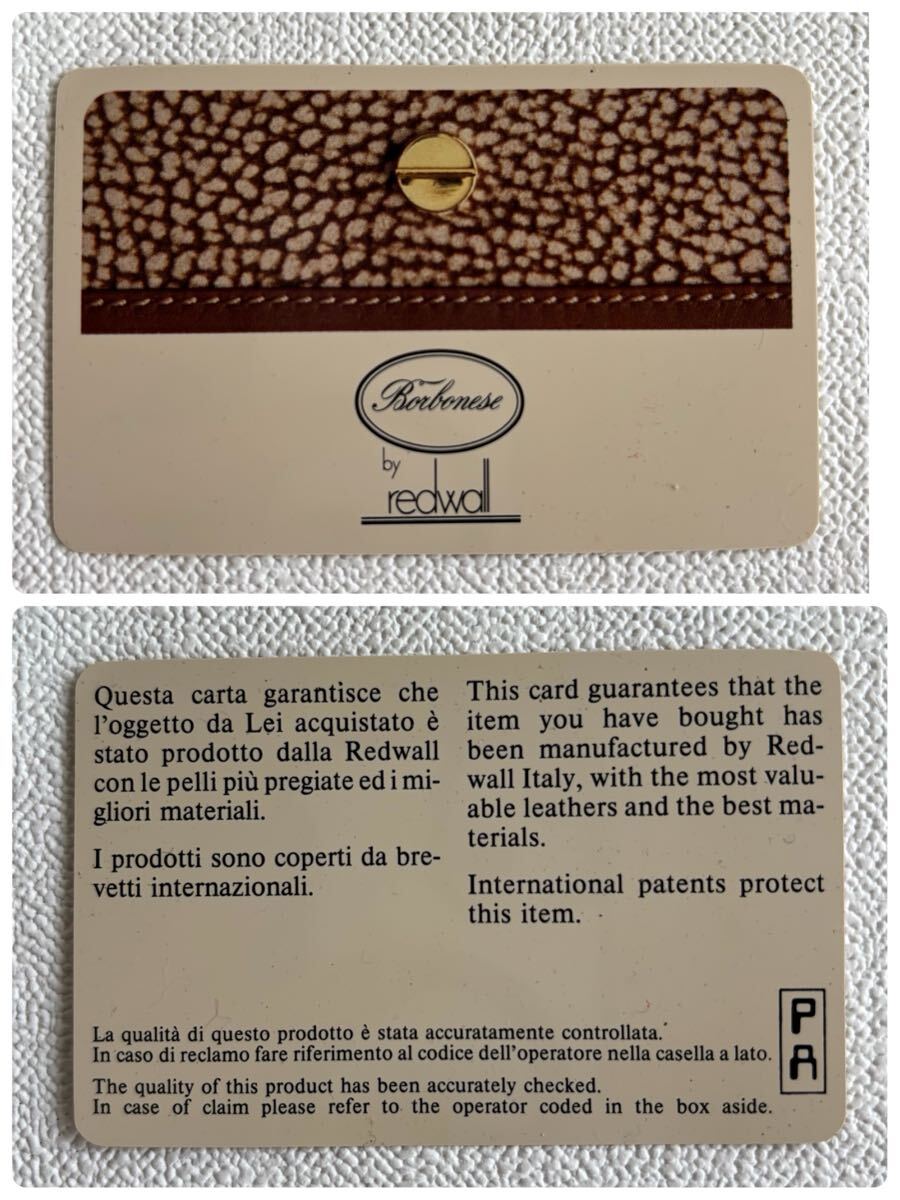 Borbonese
by
redwall
Questa carta garantisce che
l'oggetto da Lei acquistato è
stato prodotto dalla Redwall
con le pelli più pregiate ed i mi-
gliori materiali.
I prodotti sono coperti da bre-
vetti internazionali.
This card guarantees that the
item you have bought has
been manufactured by Red-
wall Italy, with the most valu-
able leathers and the best ma-
terials.
International patents protect
this item.
La qualità di questo prodotto è stata accuratamente controllata.
In caso di reclamo fare riferimento al codice dell'operatore nella casella a lato.
The quality of this product has been accurately checked.
In case of claim please refer to the operator coded in the box aside.
P
A